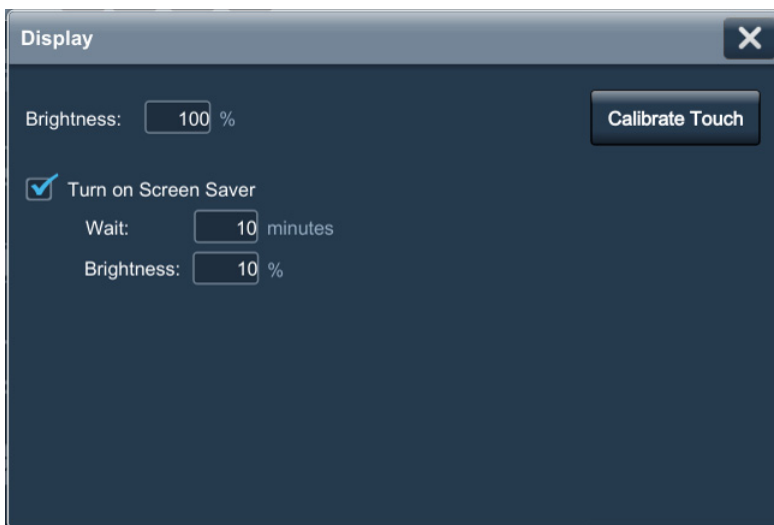 Display
Brightness: 100 %
Calibrate Touch
Turn on Screen Saver
Wait: 10 minutes
Brightness: 10 %